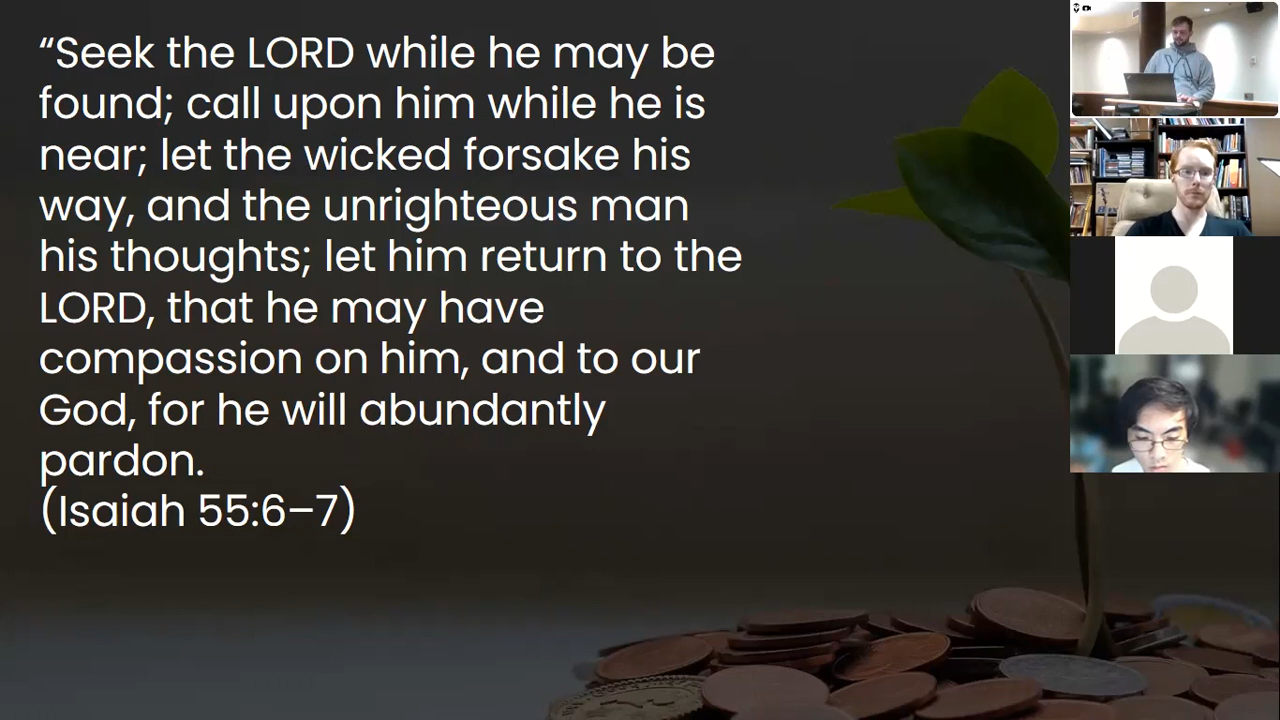 “Seek the LORD while he may be
found; call upon him while he is
near; let the wicked forsake his
way, and the unrighteous man
his thoughts; let him return to the
LORD, that he may have
compassion on him, and to our
God, for he will abundantly
pardon.
(Isaiah 55:6–7)